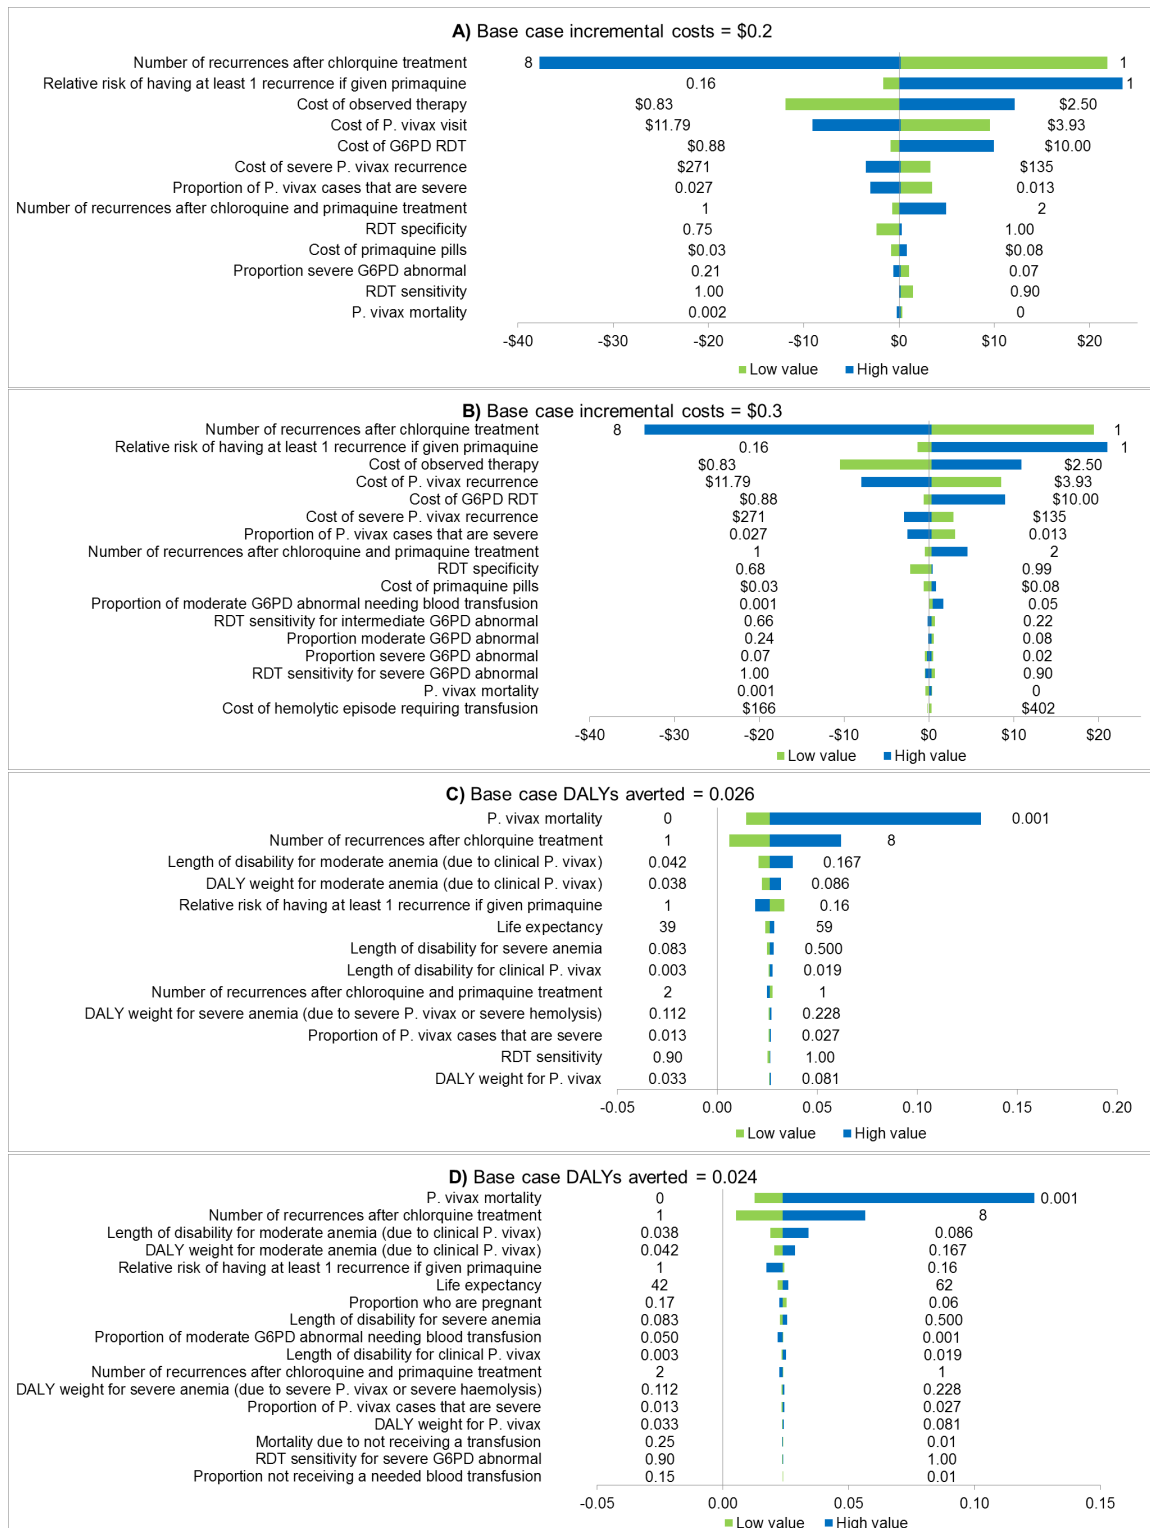 A) Base case incremental costs = $0.2
Number of recurrences after chlorquine treatment 8 1
Relative risk of having at least 1 recurrence if given primaquine 0.16 1
Cost of observed therapy $0.83 $2.50
Cost of P. vivax visit $11.79 $3.93
Cost of G6PD RDT $0.88 $10.00
Cost of severe P. vivax recurrence $271 $135
Proportion of P. vivax cases that are severe 0.027 0.013
Number of recurrences after chloroquine and primaquine treatment 1 2
RDT specificity 0.75 1.00
Cost of primaquine pills $0.03 $0.08
Proportion severe G6PD abnormal 0.21 0.07
RDT sensitivity 1.00 0.90
P. vivax mortality 0.002 0
-$40 -$30 -$20 -$10 $0 $10 $20
Low value High value
B) Base case incremental costs = $0.3
Number of recurrences after chlorquine treatment 8 1
Relative risk of having at least 1 recurrence if given primaquine 0.16 1
Cost of observed therapy $0.83 $2.50
Cost of P. vivax recurrence $11.79 $3.93
Cost of G6PD RDT $0.88 $10.00
Cost of severe P. vivax recurrence $271 $135
Proportion of P. vivax cases that are severe 0.027 0.013
Number of recurrences after chloroquine and primaquine treatment 1 2
RDT specificity 0.68 0.99
Cost of primaquine pills $0.03 $0.08
Proportion of moderate G6PD abnormal needing blood transfusion 0.001 0.05
RDT sensitivity for intermediate G6PD abnormal 0.66 0.22
Proportion moderate G6PD abnormal 0.24 0.08
Proportion severe G6PD abnormal 0.07 0.02
RDT sensitivity for severe G6PD abnormal 1.00 0.90
P. vivax mortality 0.001 0
Cost of hemolytic episode requiring transfusion $166 $402
-$40 -$30 -$20 -$10 $0 $10 $20
Low value High value
C) Base case DALYs averted = 0.026
P. vivax mortality 0 0.001
Number of recurrences after chlorquine treatment 1 8
Length of disability for moderate anemia (due to clinical P. vivax) 0.042 0.167
DALY weight for moderate anemia (due to clinical P. vivax) 0.038 0.086
Relative risk of having at least 1 recurrence if given primaquine 1 0.16
Life expectancy 39 59
Length of disability for severe anemia 0.083 0.500
Length of disability for clinical P. vivax 0.003 0.019
Number of recurrences after chloroquine and primaquine treatment 2 1
DALY weight for severe anemia (due to severe P. vivax or severe hemolysis) 0.112 0.228
Proportion of P. vivax cases that are severe 0.013 0.027
RDT sensitivity 0.90 1.00
DALY weight for P. vivax 0.033 0.081
-0.05 0.00 0.05 0.10 0.15 0.20
Low value High value
D) Base case DALYs averted = 0.024
P. vivax mortality 0 0.001
Number of recurrences after chlorquine treatment 1 8
Length of disability for moderate anemia (due to clinical P. vivax) 0.038 0.086
DALY weight for moderate anemia (due to clinical P. vivax) 0.042 0.167
Relative risk of having at least 1 recurrence if given primaquine 1 0.16
Life expectancy 42 62
Proportion who are pregnant 0.17 0.06
Length of disability for severe anemia 0.083 0.500
Proportion of moderate G6PD abnormal needing blood transfusion 0.050 0.001
Length of disability for clinical P. vivax 0.003 0.019
Number of recurrences after chloroquine and primaquine treatment 2 1
DALY weight for severe anemia (due to severe P. vivax or severe haemolysis) 0.112 0.228
Proportion of P. vivax cases that are severe 0.013 0.027
DALY weight for P. vivax 0.033 0.081
Mortality due to not receiving a transfusion 0.25 0.01
RDT sensitivity for severe G6PD abnormal 0.90 1.00
Proportion not receiving a needed blood transfusion 0.15 0.01
-0.05 0.00 0.05 0.10 0.15
Low value High value